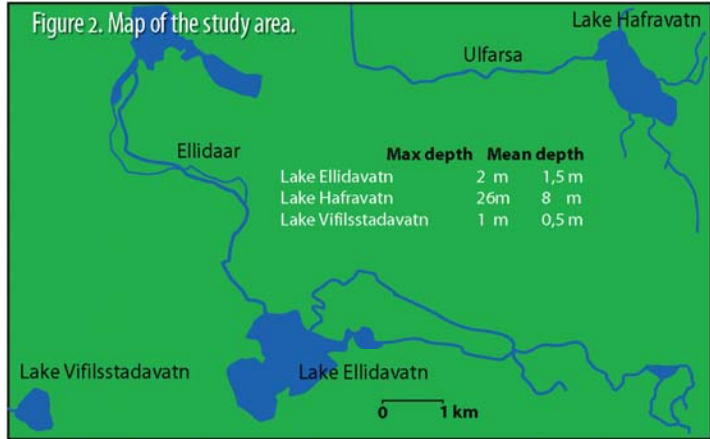 Figure 2. Map of the study area.
Lake Hafravatn
Ulfarsa
Ellidaar
Max depth Mean depth
Lake Ellidavatn 2 m 1,5 m
Lake Hafravatn 26m 8 m
Lake Vifilsstadavatn 1 m 0,5 m
Lake Vifilsstadavatn
Lake Ellidavatn
0 1 km